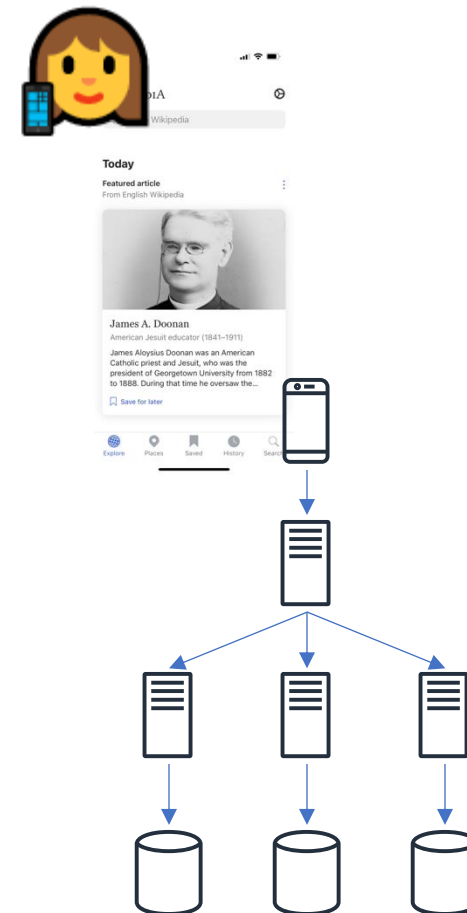 Wikipedia
Today
Featured article
From English Wikipedia
James A. Doonan
American Jesuit educator (1841–1911)
James Aloysius Doonan was an American
Catholic priest and Jesuit, who was the
president of Georgetown University from 1882
to 1888. During that time he oversaw the...
Save for later
Explore Places Saved History